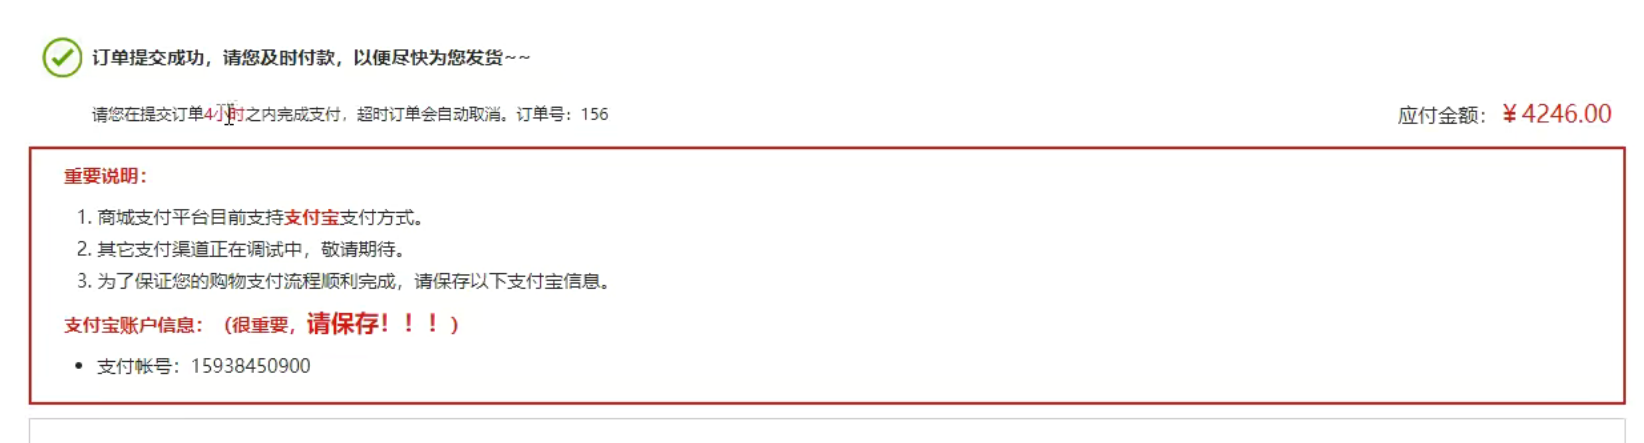 订单提交成功，请您及时付款，以便尽快为您发货~~
请您在提交订单4小时之内完成支付，超时订单会自动取消。订单号：156
应付金额：￥4246.00
重要说明：
1. 商城支付平台目前支持支付宝支付方式。
2. 其它支付渠道正在调试中，敬请期待。
3. 为了保证您的购物支付流程顺利完成，请保存以下支付宝信息。
支付宝账户信息：（很重要，请保存！！！）
• 支付帐号：15938450900